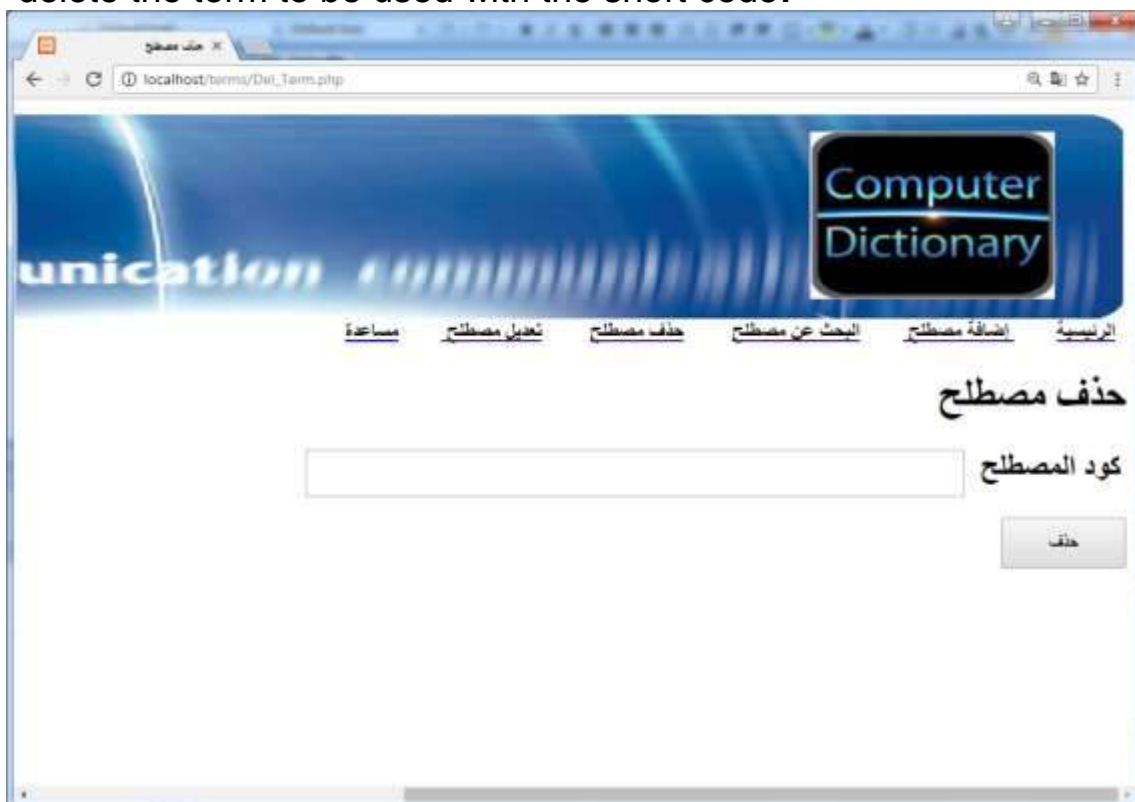 delete the term to be used with the short code.
حذف مصطلح
localhost/terms/Del_Term.php
Computer
Dictionary
unication commu
الرئيسية إضافة مصطلح البحث عن مصطلح حذف مصطلح تعديل مصطلح مساعدة
حذف مصطلح
كود المصطلح
حذف